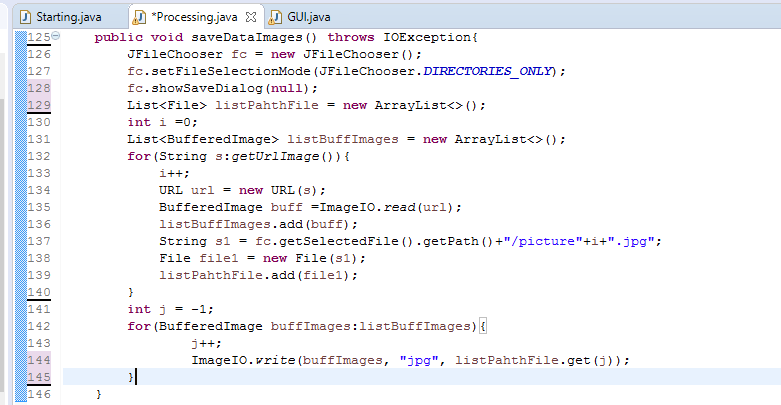 Starting.java *Processing.java GUI.java
125 public void saveDataImages() throws IOException{
126 JFileChooser fc = new JFileChooser();
127 fc.setFileSelectionMode(JFileChooser.DIRECTORIES_ONLY);
128 fc.showSaveDialog(null);
129 List<File> listPahthFile = new ArrayList<>();
130 int i =0;
131 List<BufferedImage> listBuffImages = new ArrayList<>();
132 for(String s:getUrlImage()){
133 i++;
134 URL url = new URL(s);
135 BufferedImage buff =ImageIO.read(url);
136 listBuffImages.add(buff);
137 String s1 = fc.getSelectedFile().getPath()+"/picture"+i+".jpg";
138 File file1 = new File(s1);
139 listPahthFile.add(file1);
140 }
141 int j = -1;
142 for(BufferedImage buffImages:listBuffImages){
143 j++;
144 ImageIO.write(buffImages, "jpg", listPahthFile.get(j));
145 }
146 }